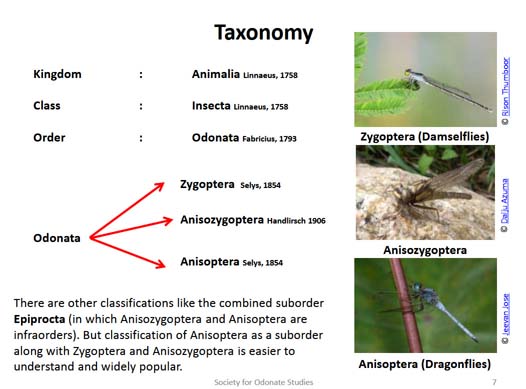 Taxonomy
Kingdom : Animalia Linnaeus, 1758
Class : Insecta Linnaeus, 1758
Order : Odonata Fabricius, 1793
Odonata
Zygoptera Selys, 1854
Anisozygoptera Handlirsch 1906
Anisoptera Selys, 1854
There are other classifications like the combined suborder
Epiprocta (in which Anisozygoptera and Anisoptera are
infraorders). But classification of Anisoptera as a suborder
along with Zygoptera and Anisozygoptera is easier to
understand and widely popular.
© Rison Thumboor
Zygoptera (Damselflies)
© Daiju Azuma
Anisozygoptera
© Jeevan Jose
Anisoptera (Dragonflies)
Society for Odonate Studies
7